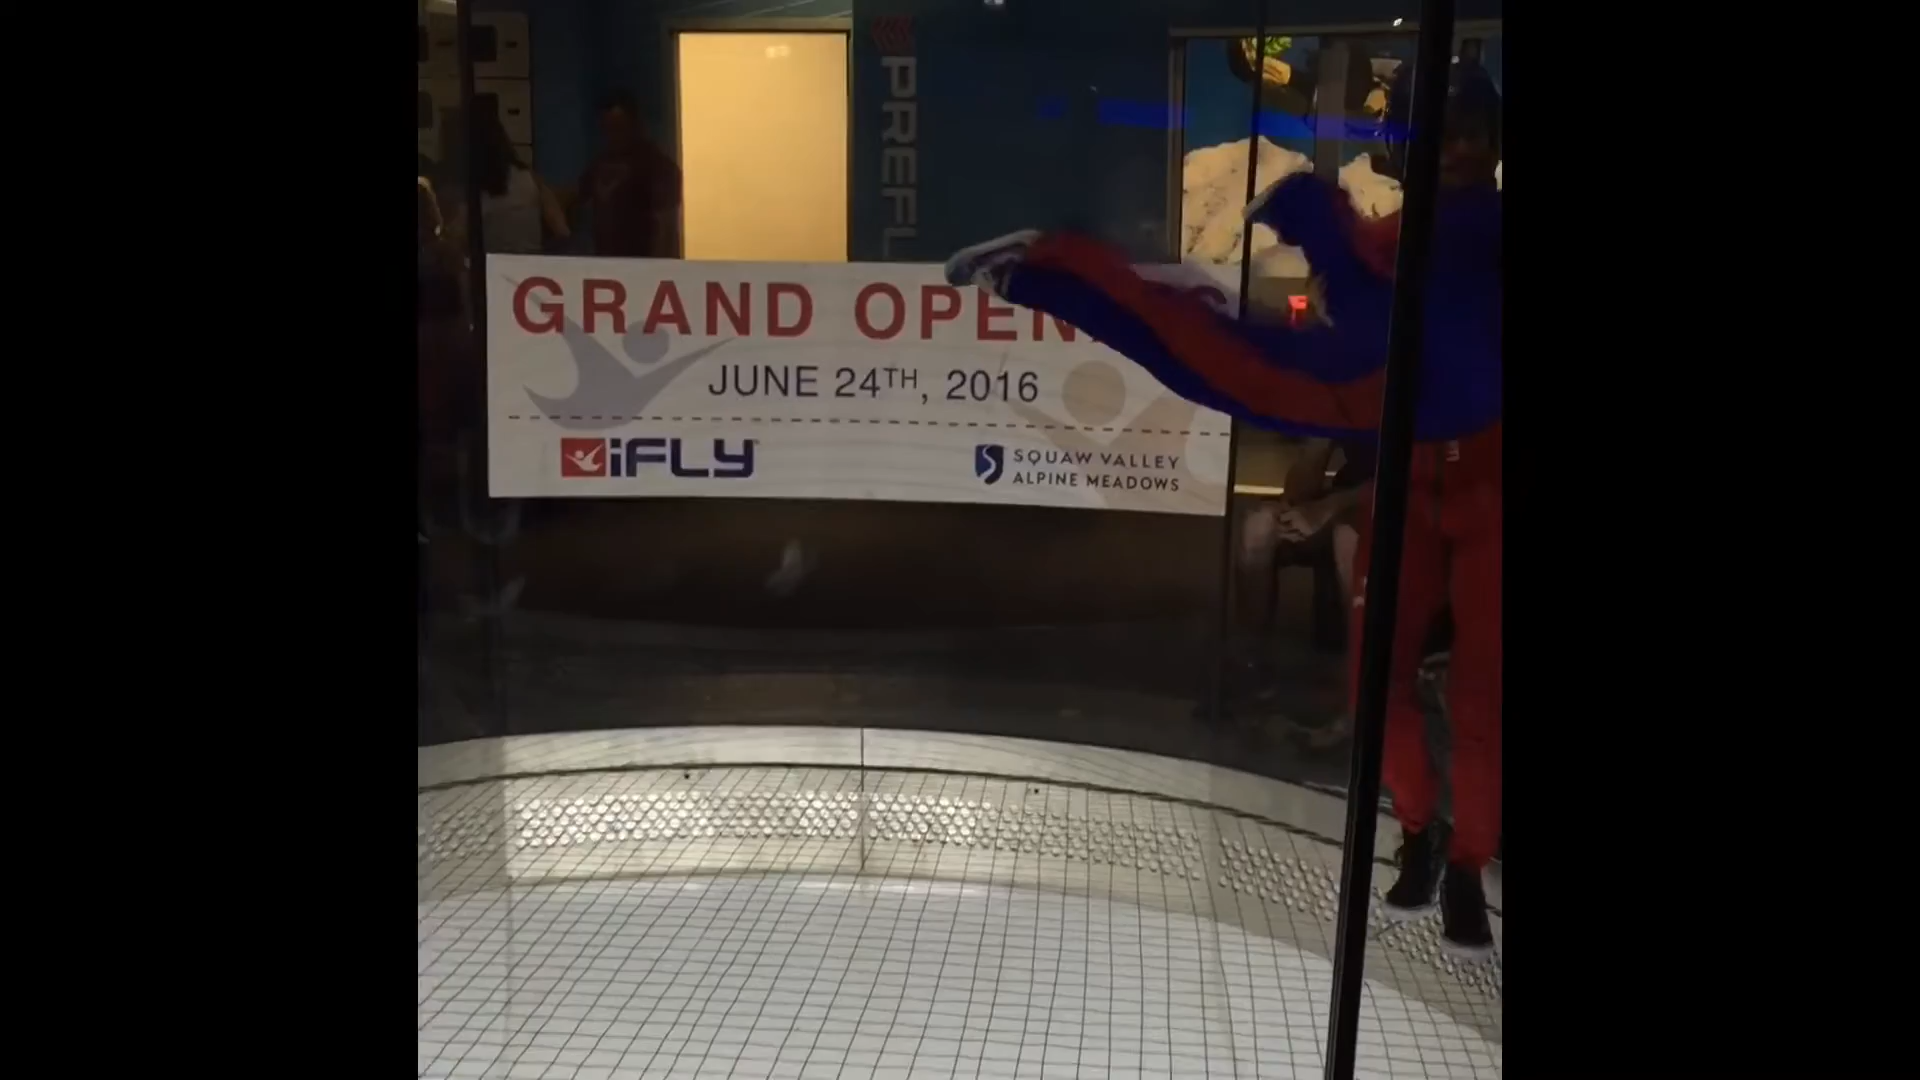 PREFL
GRAND OPEN
JUNE 24TH, 2016
iFLY
SQUAW VALLEY
ALPINE MEADOWS